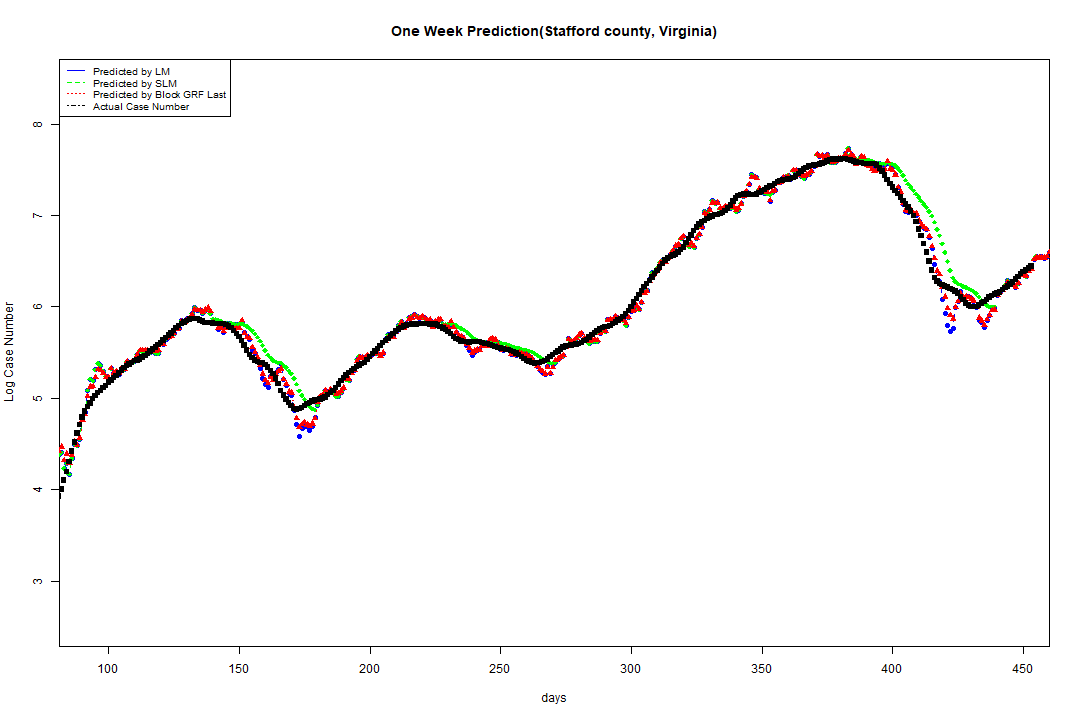 One Week Prediction(Stafford county, Virginia)
Predicted by LM
Predicted by SLM
Predicted by Block GRF Last
Actual Case Number
Log Case Number
8
7
6
5
4
3
100 150 200 250 300 350 400 450
days